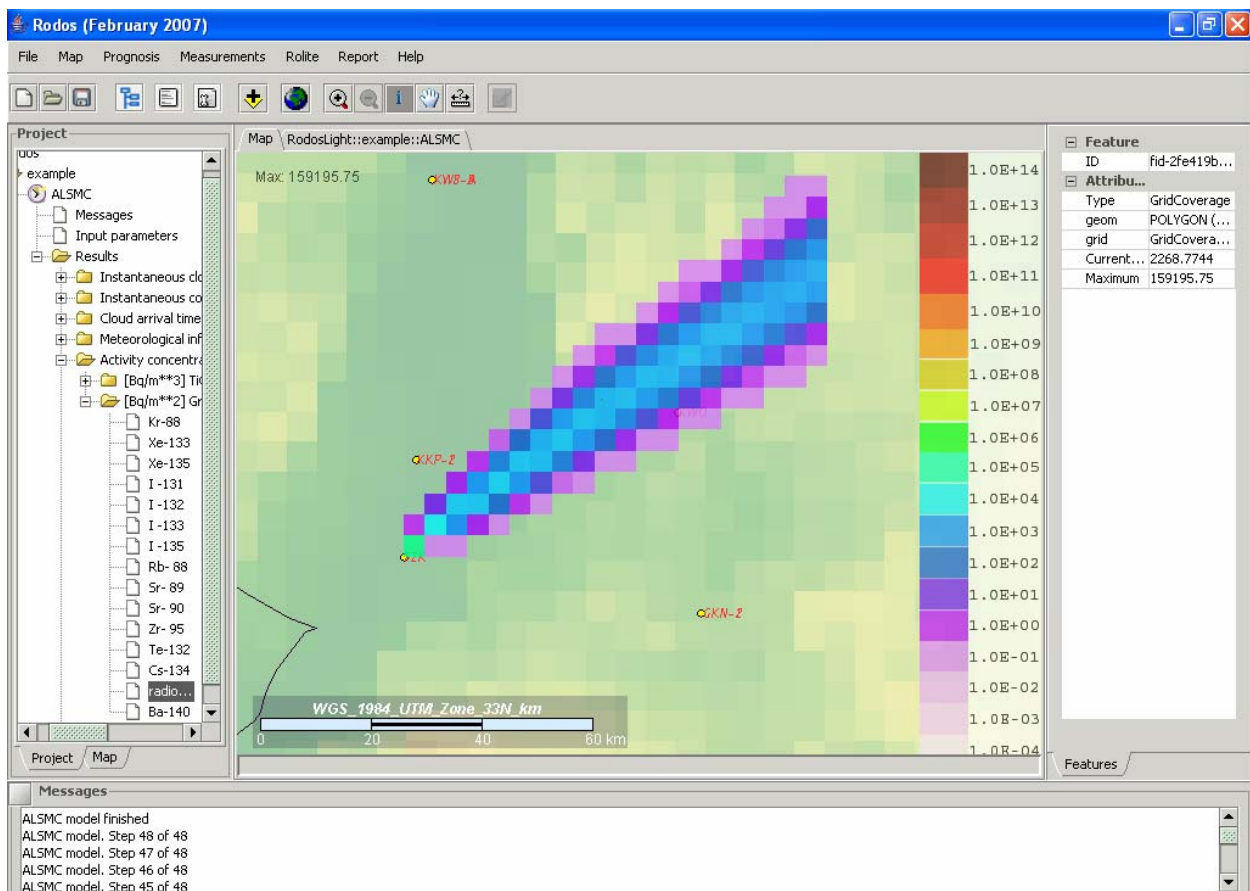 Rodos (February 2007)
File Map Prognosis Measurements Rolite Report Help
Project
example
ALSMC
Messages
Input parameters
Results
Instantaneous clo
Instantaneous co
Cloud arrival time
Meteorological inf
Activity concentra
[Bq/m**3] Ti
[Bq/m**2] Gr
Kr-88
Xe-133
Xe-135
I -131
I -132
I -133
I -135
Rb- 88
Sr- 89
Sr- 90
Zr- 95
Te-132
Cs-134
radio...
Ba-140
Project Map
Map RodosLight::example::ALSMC
Max: 159195.75
KKP-2
GKN-2
WGS_1984_UTM_Zone_33N_km
0 20 40 60 km
1.0E+14
1.0E+13
1.0E+12
1.0E+11
1.0E+10
1.0E+09
1.0E+08
1.0E+07
1.0E+06
1.0E+05
1.0E+04
1.0E+03
1.0E+02
1.0E+01
1.0E+00
1.0E-01
1.0E-02
1.0E-03
1.0E-04
Feature
ID fid-2fe419b...
Attribu...
Type GridCoverage
geom POLYGON (...
grid GridCovera...
Current... 2268.7744
Maximum 159195.75
Features
Messages
ALSMC model finished
ALSMC model. Step 48 of 48
ALSMC model. Step 47 of 48
ALSMC model. Step 46 of 48
ALSMC model. Step 45 of 48